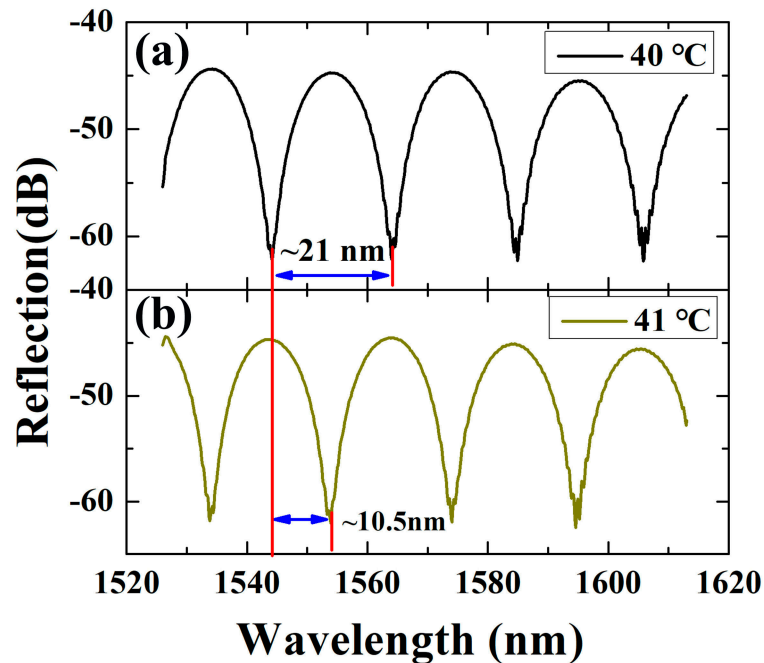 -40
(a)
40 °C
-50
-60
~21 nm
-40
(b)
41 °C
-50
-60
~10.5nm
Reflection(dB)
1520 1540 1560 1580 1600 1620
Wavelength (nm)